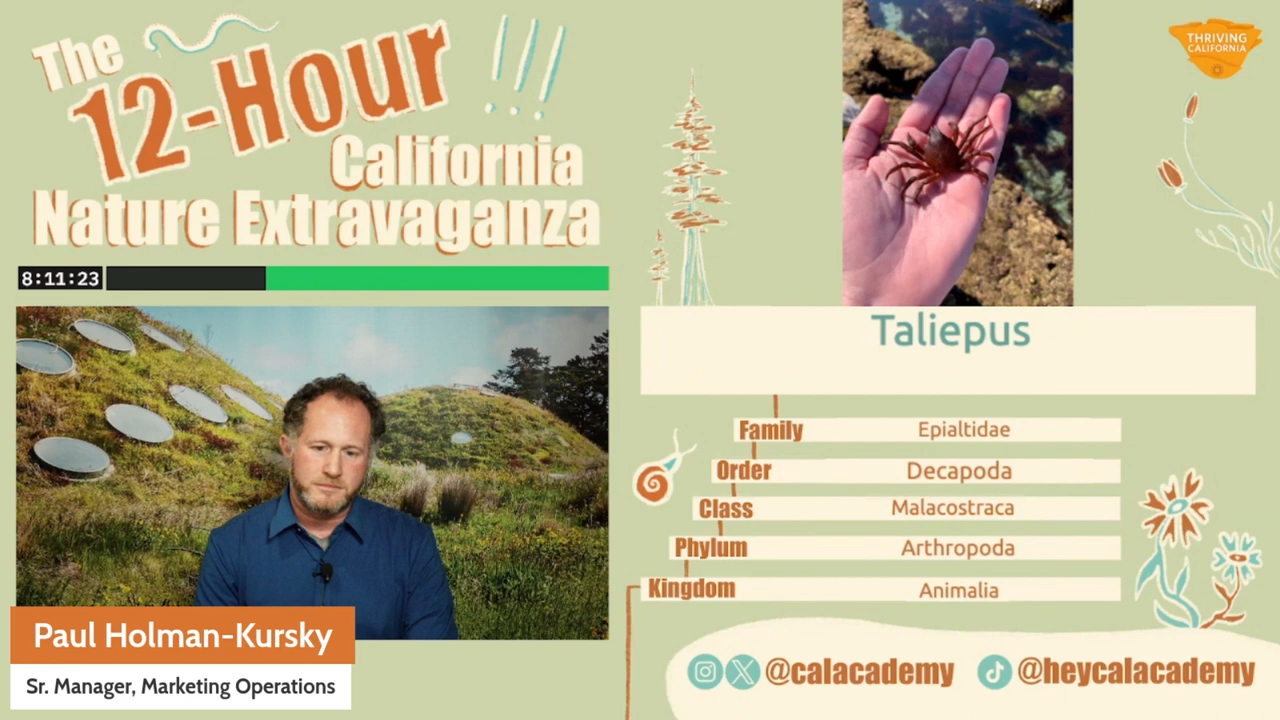 The
12-Hour
California
Nature Extravaganza
8:11:23
THRIVING
CALIFORNIA
Taliepus
Family Epialtidae
Order Decapoda
Class Malacostraca
Phylum Arthropoda
Kingdom Animalia
Paul Holman-Kursky
Sr. Manager, Marketing Operations
@calacademy @heycalacademy